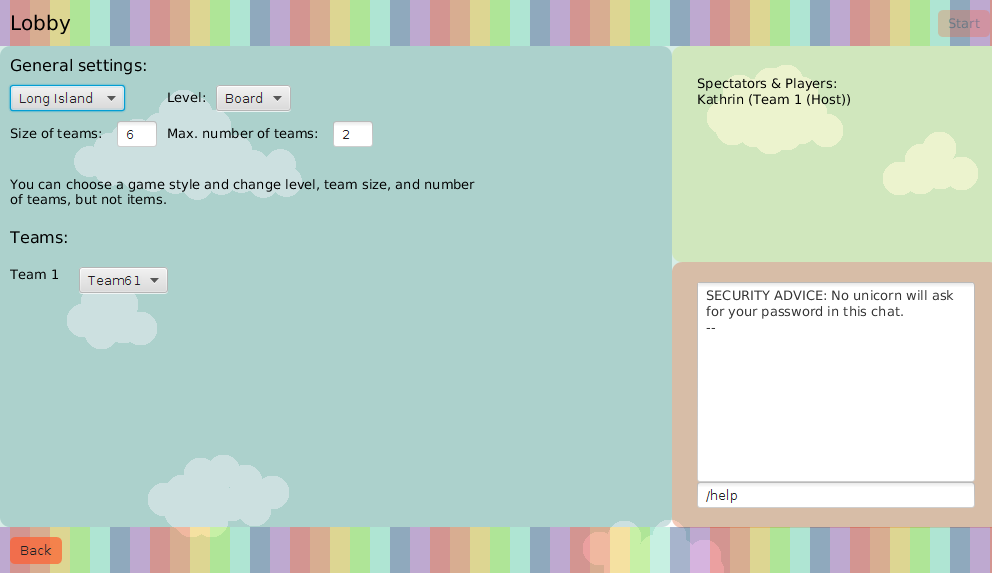 Lobby
Start
General settings:
Long Island
Level:
Board
Size of teams:
6
Max. number of teams:
2
You can choose a game style and change level, team size, and number
of teams, but not items.
Teams:
Team 1
Team61
Spectators & Players:
Kathrin (Team 1 (Host))
SECURITY ADVICE: No unicorn will ask
for your password in this chat.
--
/help
Back